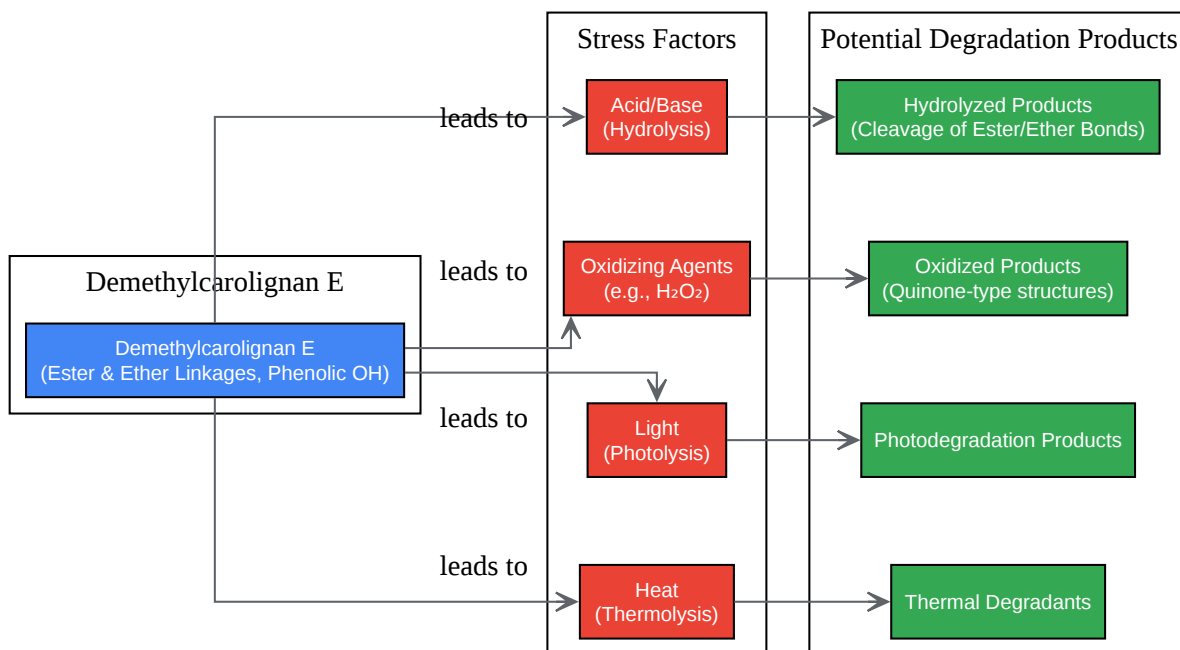 Stress Factors
Potential Degradation Products
leads to
Acid/Base
(Hydrolysis)
Hydrolyzed Products
(Cleavage of Ester/Ether Bonds)
Demethylcarolignan E
Demethylcarolignan E
(Ester & Ether Linkages, Phenolic OH)
leads to
Oxidizing Agents
(e.g., H₂O₂)
Oxidized Products
(Quinone-type structures)
leads to
Light
(Photolysis)
Photodegradation Products
leads to
Heat
(Thermolysis)
Thermal Degradants